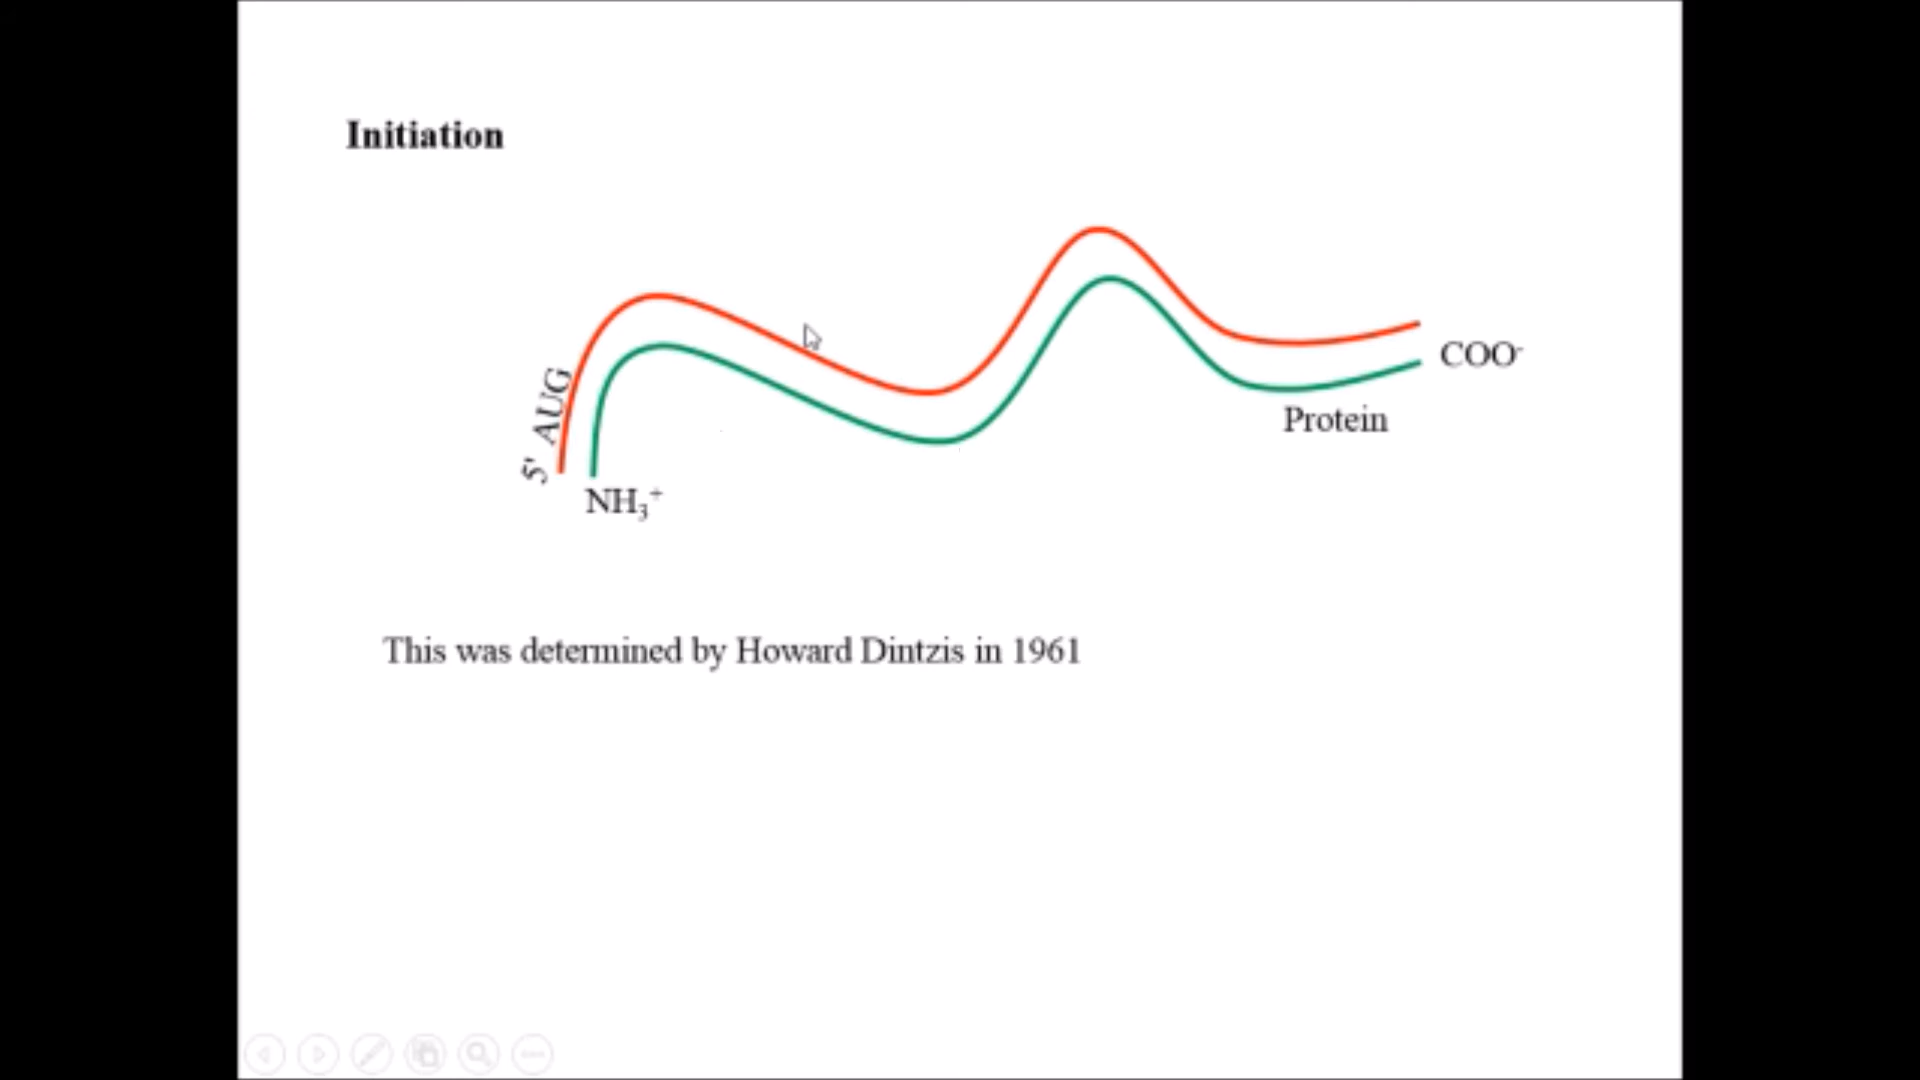 Initiation
5' AUG
NH₃⁺
COO⁻
Protein
This was determined by Howard Dintzis in 1961